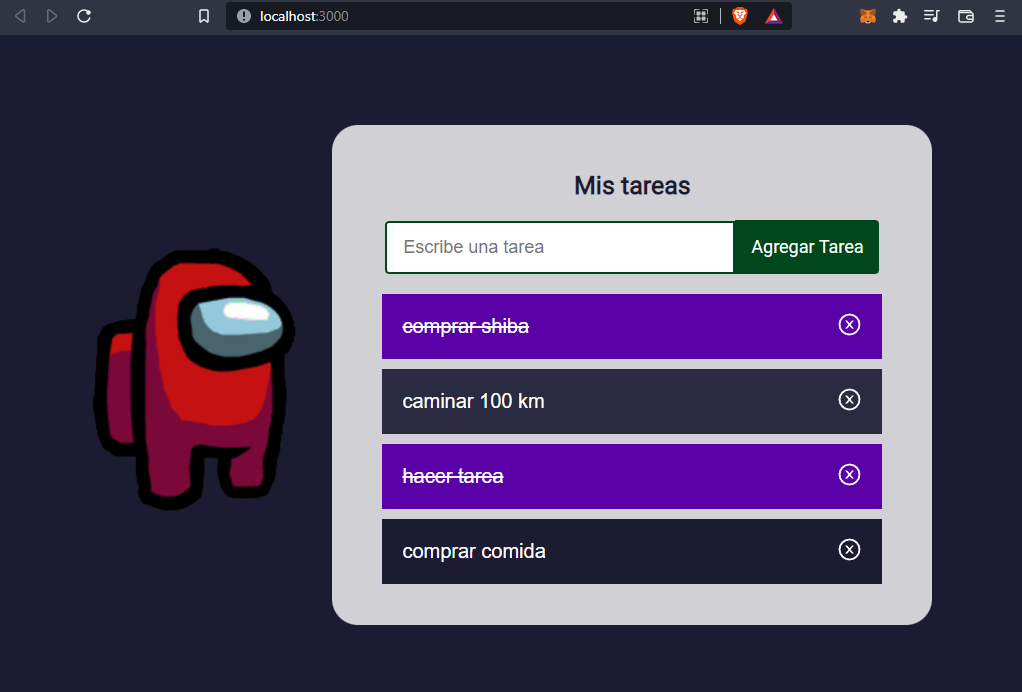 localhost:3000
Mis tareas
Escribe una tarea
Agregar Tarea
comprar shiba
caminar 100 km
hacer tarea
comprar comida